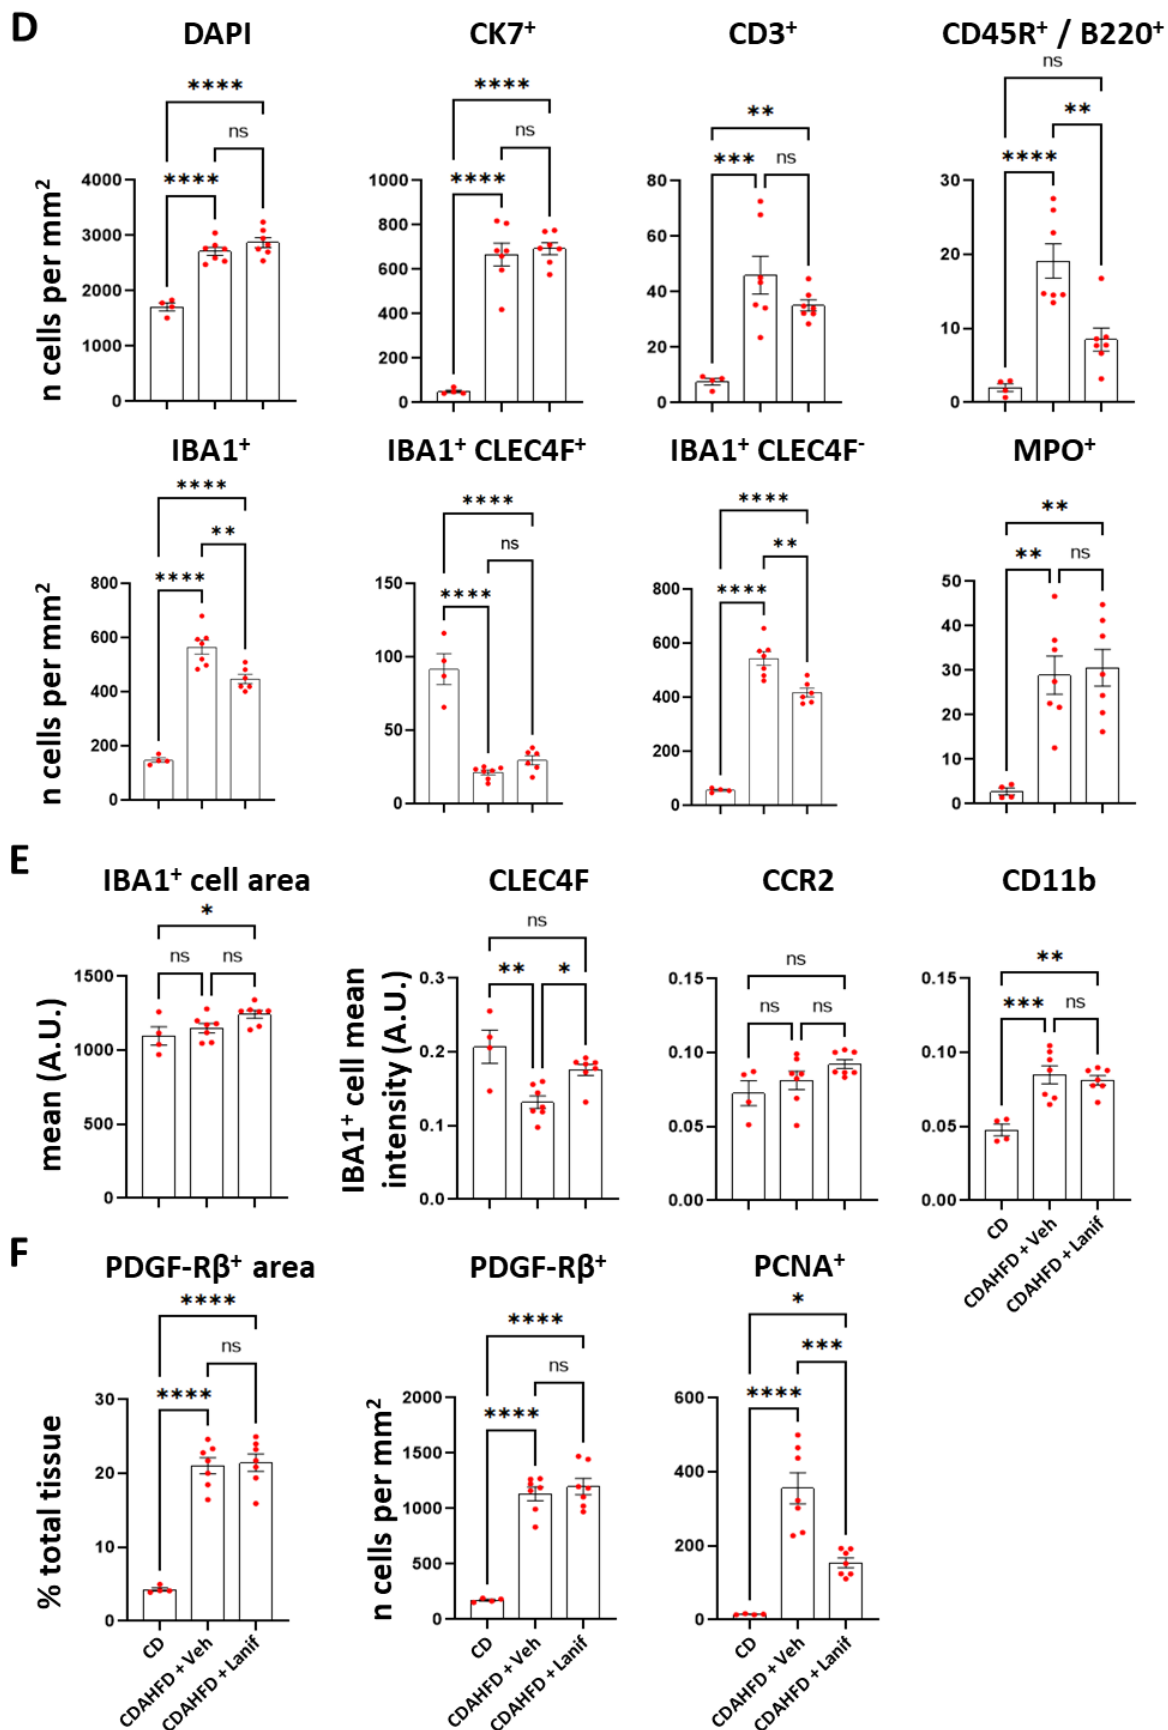 D
DAPI CK7⁺ CD3⁺ CD45R⁺ / B220⁺
**** **** ** ns
ns ns *** ns **
**** **** ****
n cells per mm²
4000 3000 2000 1000 0
1000 800 600 400 200 0
80 60 40 20 0
30 20 10 0
IBA1⁺ IBA1⁺ CLEC4F⁺ IBA1⁺ CLEC4F⁻ MPO⁺
**** **** **** **
** ns ** ** ns
**** **** ****
n cells per mm²
800 600 400 200 0
150 100 50 0
800 600 400 200 0
50 40 30 20 10 0
E
IBA1⁺ cell area CLEC4F CCR2 CD11b
* ns ns **
ns ns ** * ns ns *** ns
mean (A.U.)
1500 1000 500 0
IBA1⁺ cell mean
intensity (A.U.)
0.3 0.2 0.1 0.0
0.15 0.10 0.05 0.00
0.15 0.10 0.05 0.00
CD
CDAHFD + Veh
CDAHFD + Lanif
F
PDGF-Rβ⁺ area PDGF-Rβ⁺ PCNA⁺
**** **** *
ns ns ***
**** **** ****
% total tissue
30 20 10 0
n cells per mm²
2000 1500 1000 500 0
600 400 200 0
CD
CDAHFD + Veh
CDAHFD + Lanif
CD
CDAHFD + Veh
CDAHFD + Lanif
CD
CDAHFD + Veh
CDAHFD + Lanif